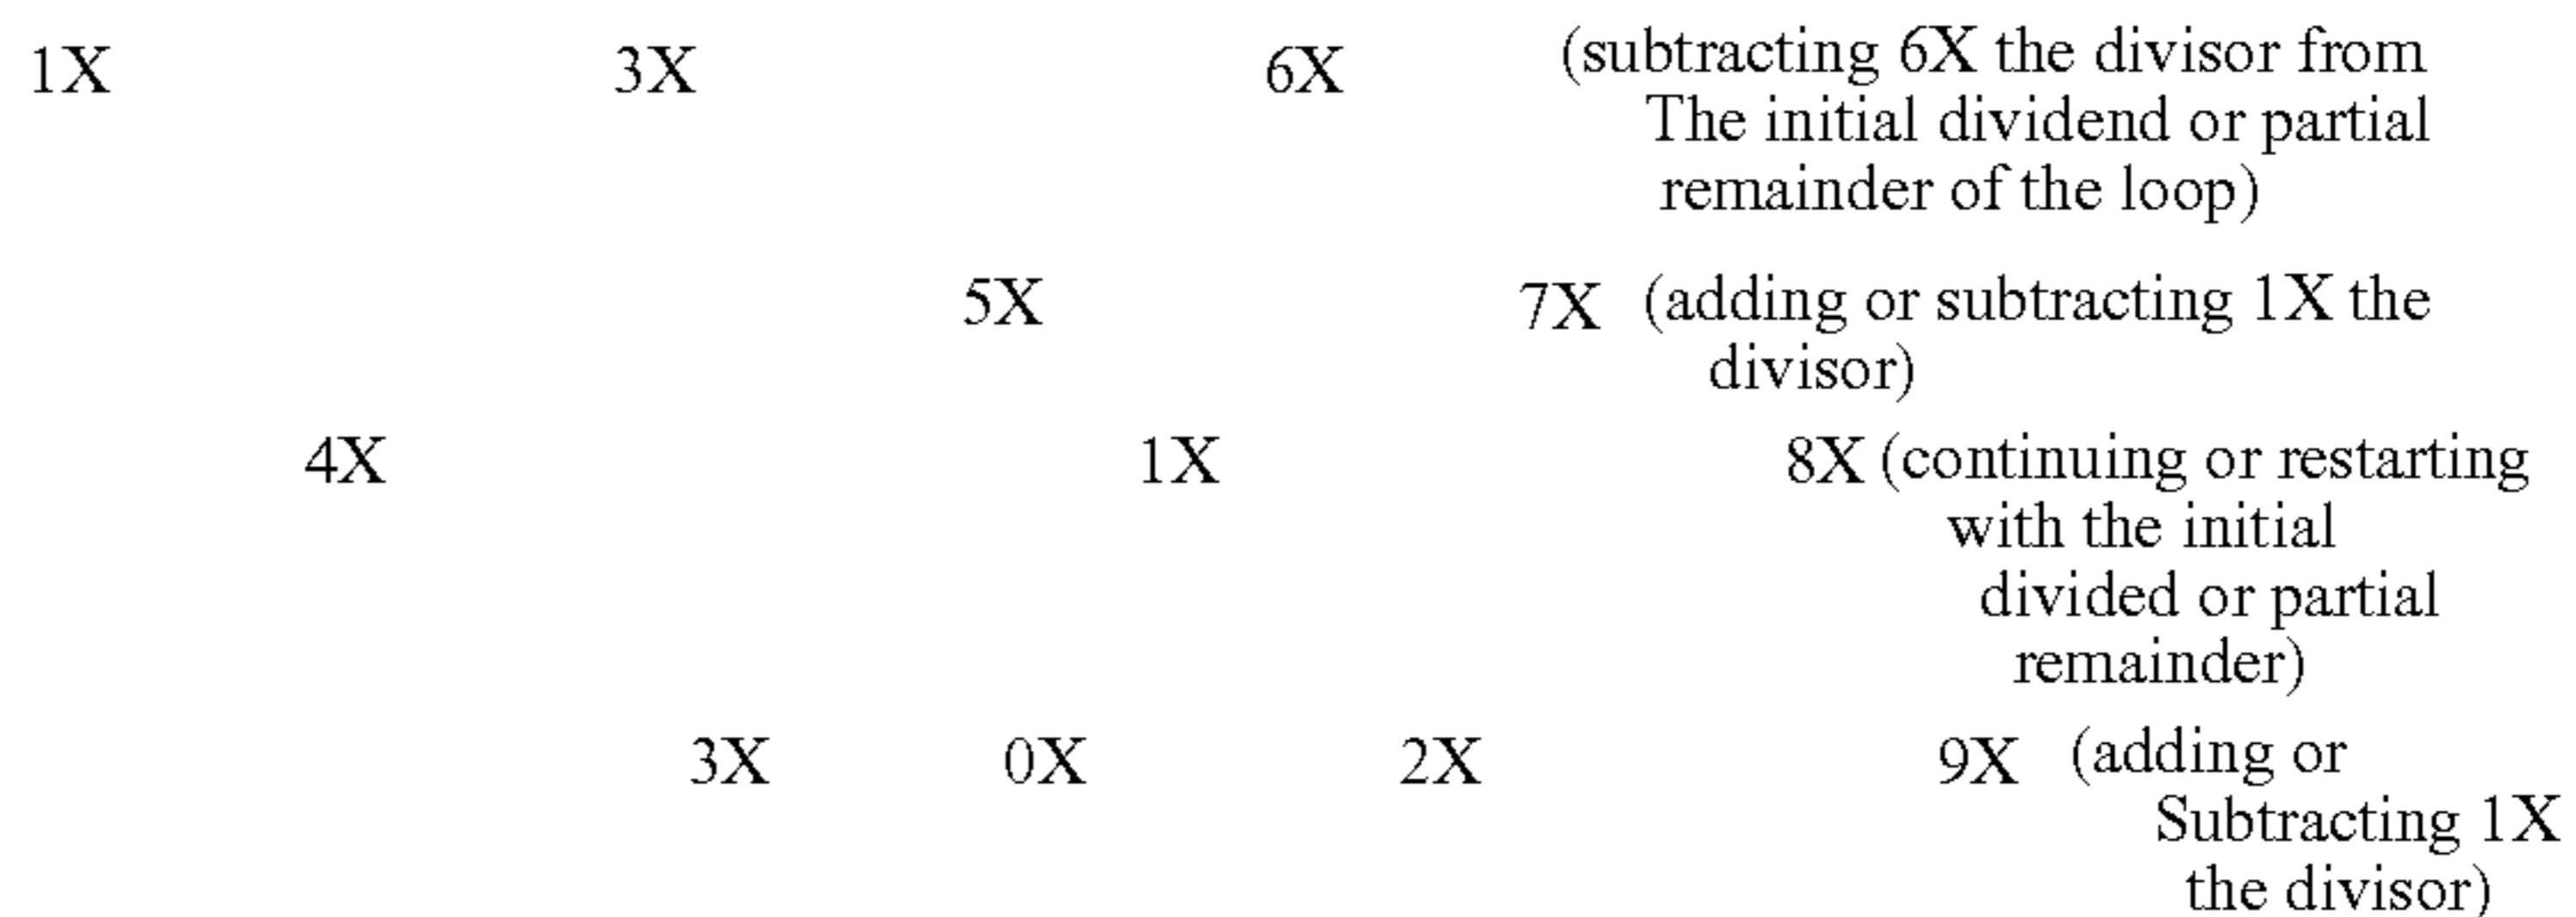 1X 3X 6X (subtracting 6X the divisor from
The initial dividend or partial
remainder of the loop)
5X 7X (adding or subtracting 1X the
divisor)
4X 1X 8X (continuing or restarting
with the initial
divided or partial
remainder)
3X 0X 2X 9X (adding or
Subtracting 1X
the divisor)